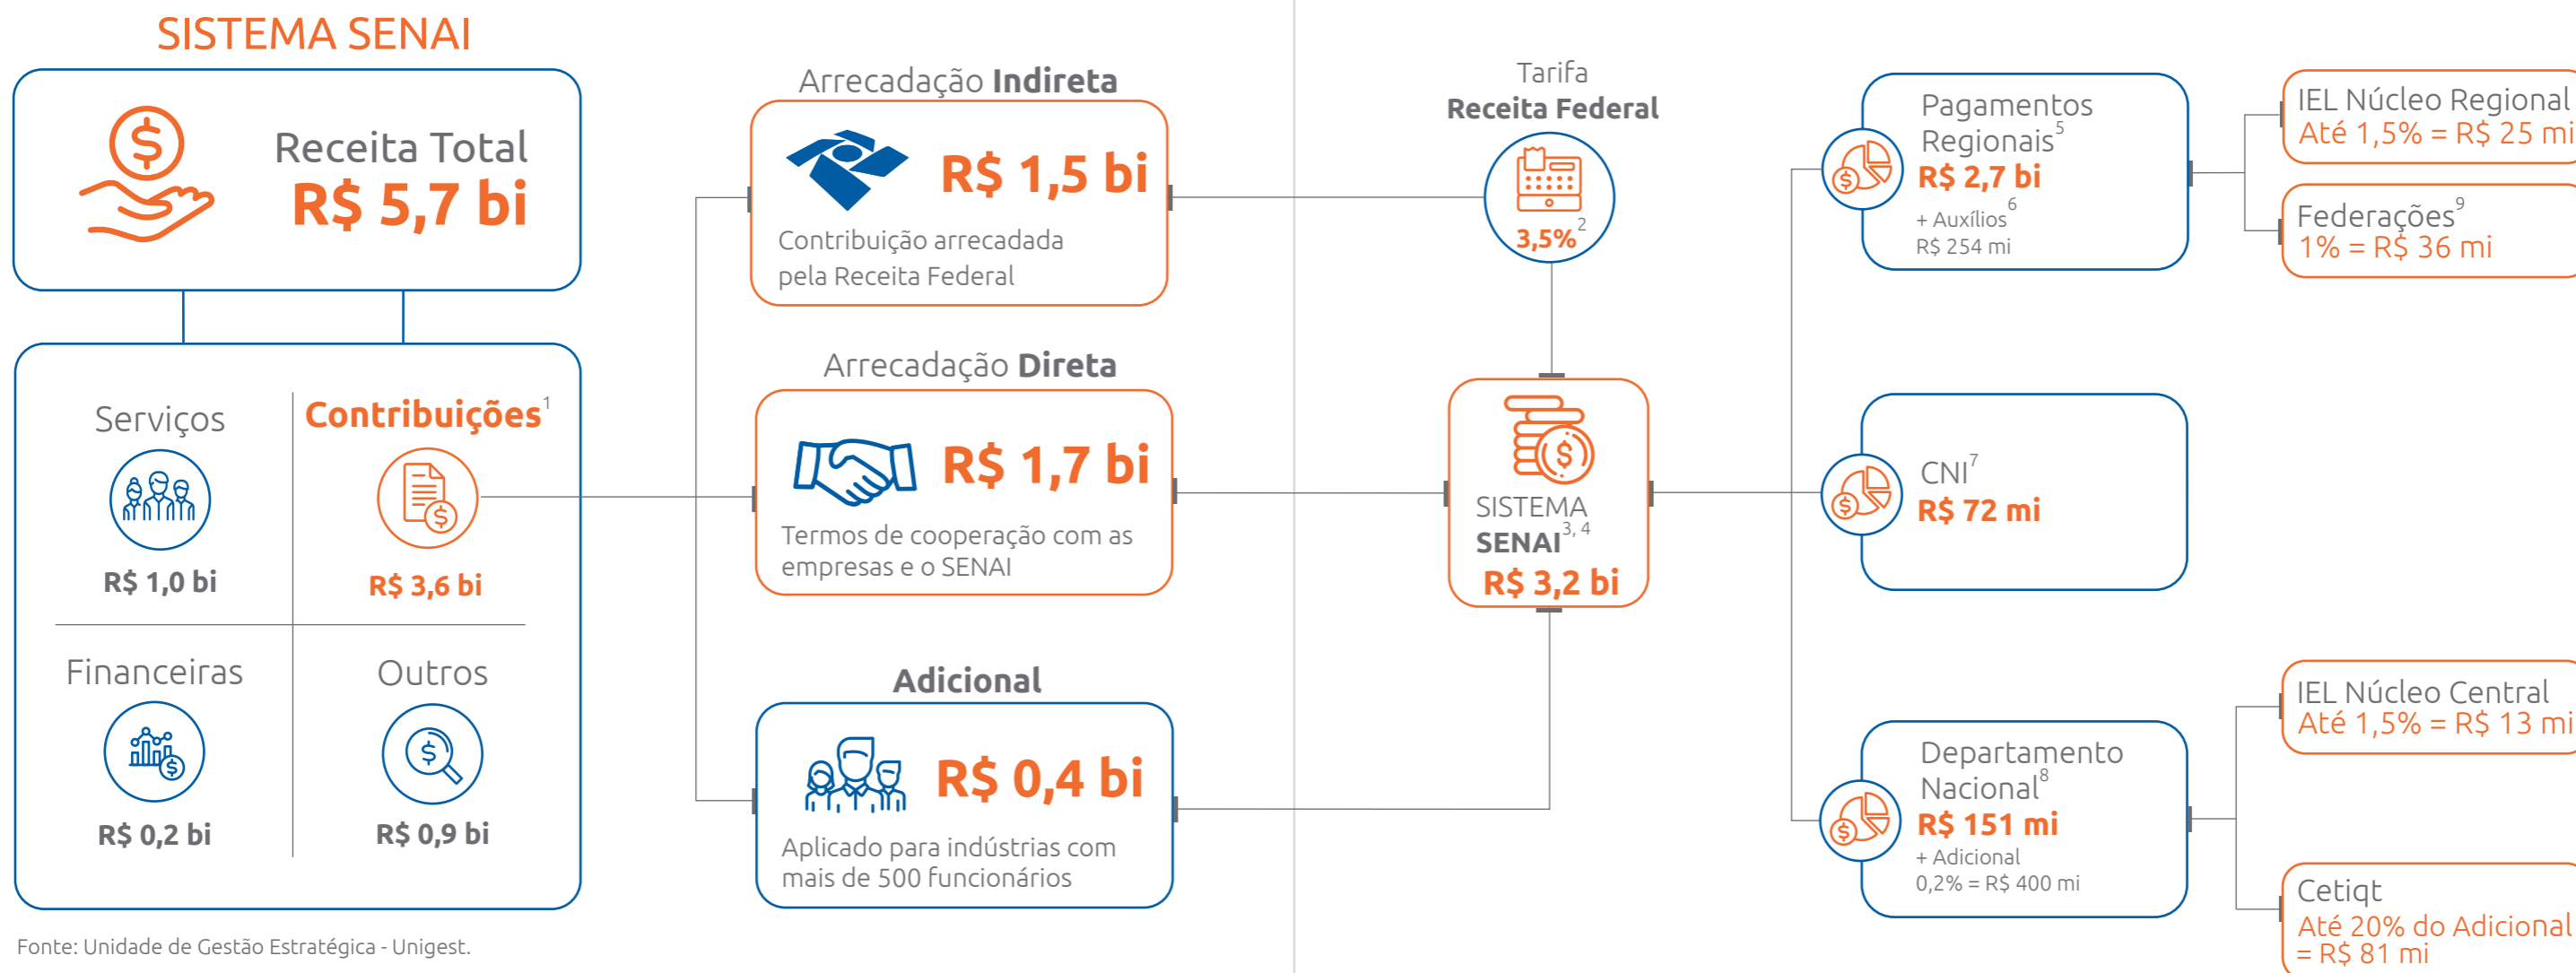 SISTEMA SENAI
Receita Total
R$ 5,7 bi
Serviços
R$ 1,0 bi
Contribuições1
R$ 3,6 bi
Financeiras
R$ 0,2 bi
Outros
R$ 0,9 bi
Fonte: Unidade de Gestão Estratégica - Unigest.
Arrecadação Indireta
R$ 1,5 bi
Contribuição arrecadada
pela Receita Federal
Arrecadação Direta
R$ 1,7 bi
Termos de cooperação com as
empresas e o SENAI
Adicional
R$ 0,4 bi
Aplicado para indústrias com
mais de 500 funcionários
Tarifa
Receita Federal
3,5%2
SISTEMA
SENAI3, 4
R$ 3,2 bi
Pagamentos
Regionais5
R$ 2,7 bi
+ Auxílios6
R$ 254 mi
CNI7
R$ 72 mi
Departamento
Nacional8
R$ 151 mi
+ Adicional
0,2% = R$ 400 mi
IEL Núcleo Regional
Até 1,5% = R$ 25 mi
Federações9
1% = R$ 36 mi
IEL Núcleo Central
Até 1,5% = R$ 13 mi
Cetiqt
Até 20% do Adicional
= R$ 81 mi